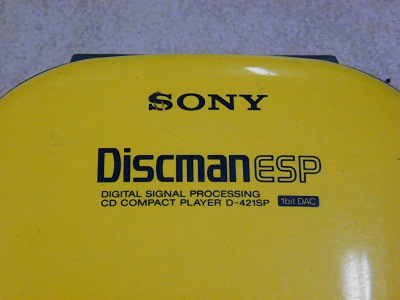 SONY
Discman ESP
DIGITAL SIGNAL PROCESSING
CD COMPACT PLAYER D-421SP 1bit DAC